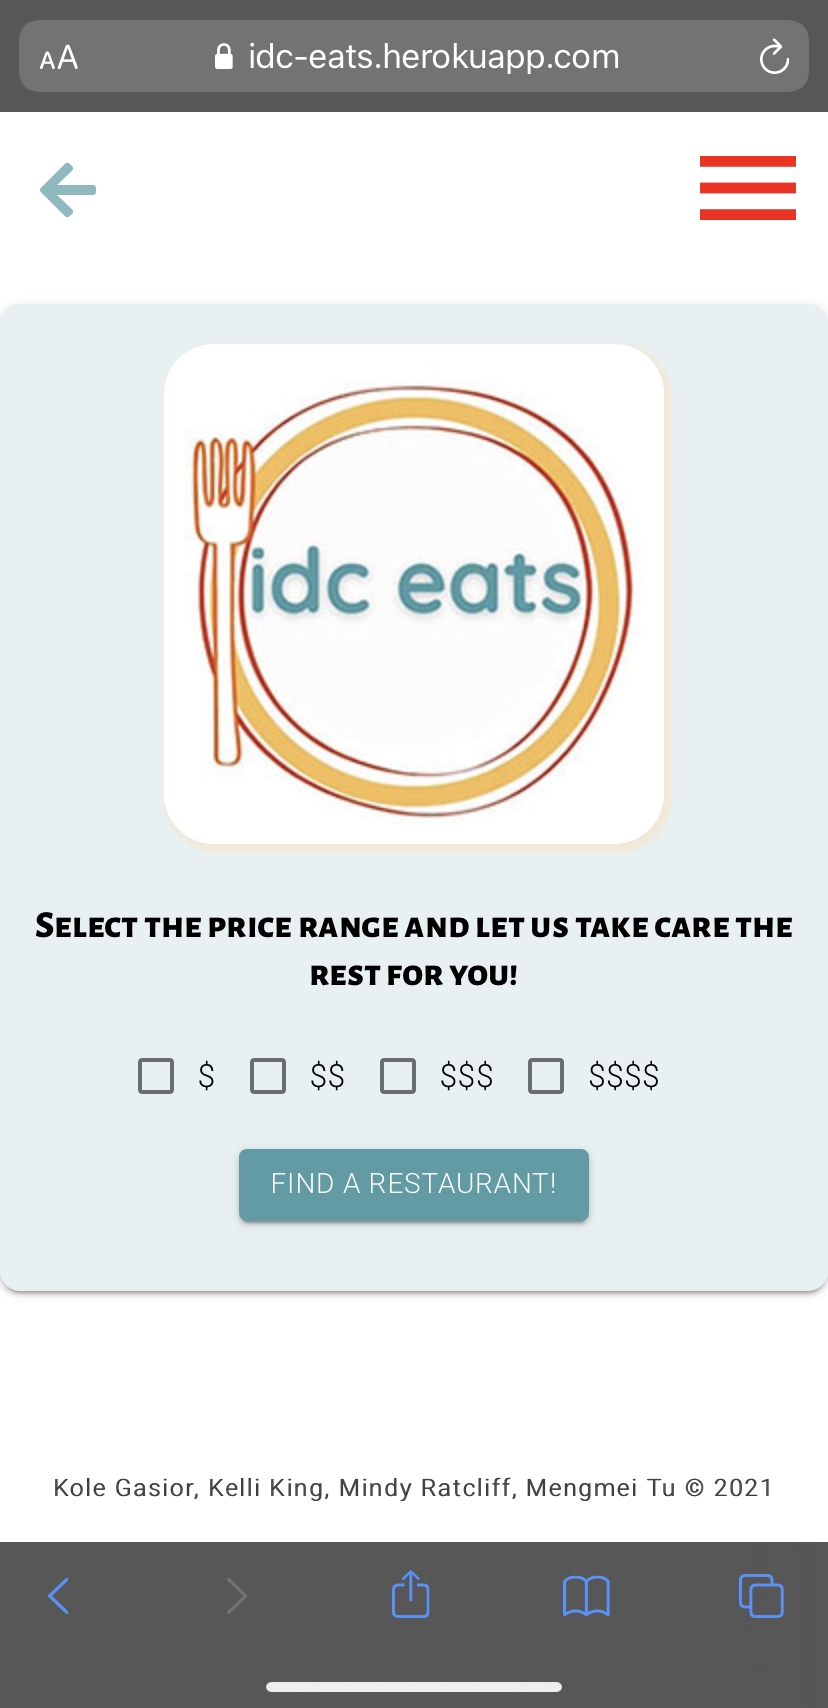 AA idc-eats.herokuapp.com
idc eats
Select the price range and let us take care the
rest for you!
$ $$ $$$ $$$$
FIND A RESTAURANT!
Kole Gasior, Kelli King, Mindy Ratcliff, Mengmei Tu © 2021